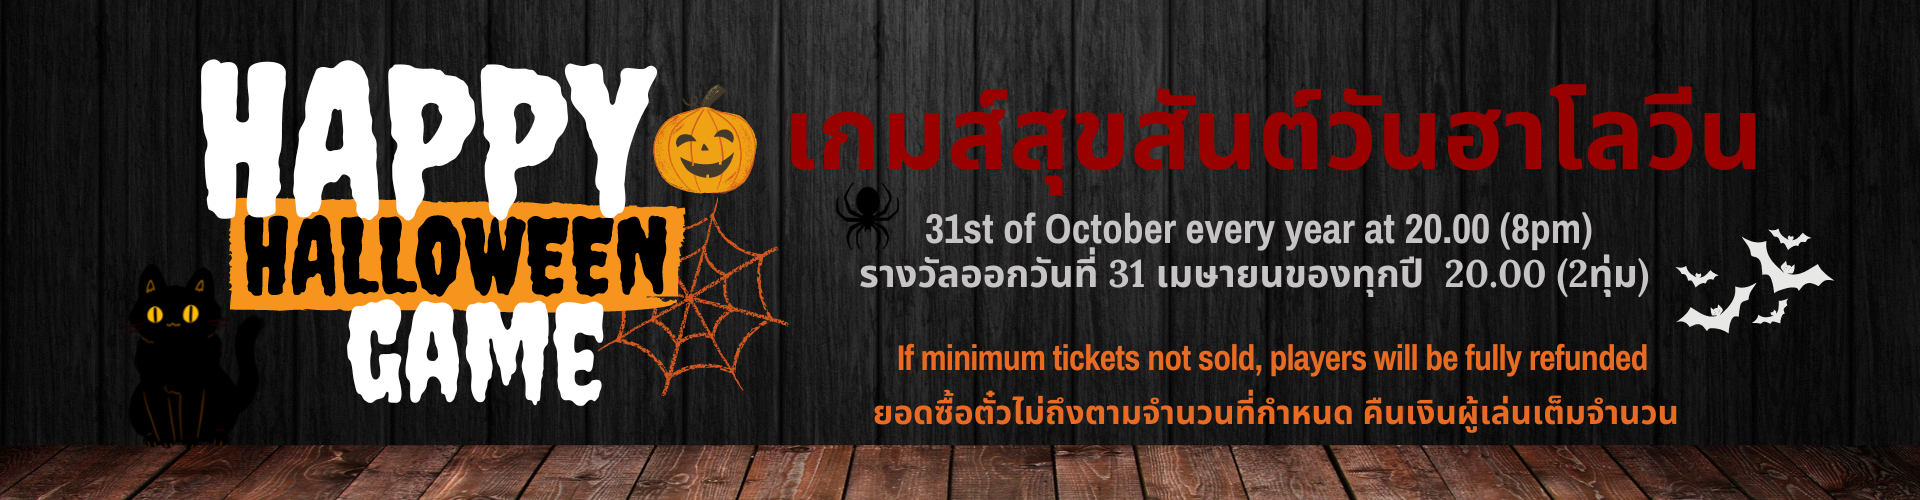 HAPPY
HALLOWEEN
GAME
เกมส์สุขสันต์วันฮาโลวีน
31st of October every year at 20.00 (8pm)
รางวัลออกวันที่ 31 เมษายนของทุกปี 20.00 (2ทุ่ม)
If minimum tickets not sold, players will be fully refunded
ยอดซื้อตั๋วไม่ถึงตามจำนวนที่กำหนด คืนเงินผู้เล่นเต็มจำนวน